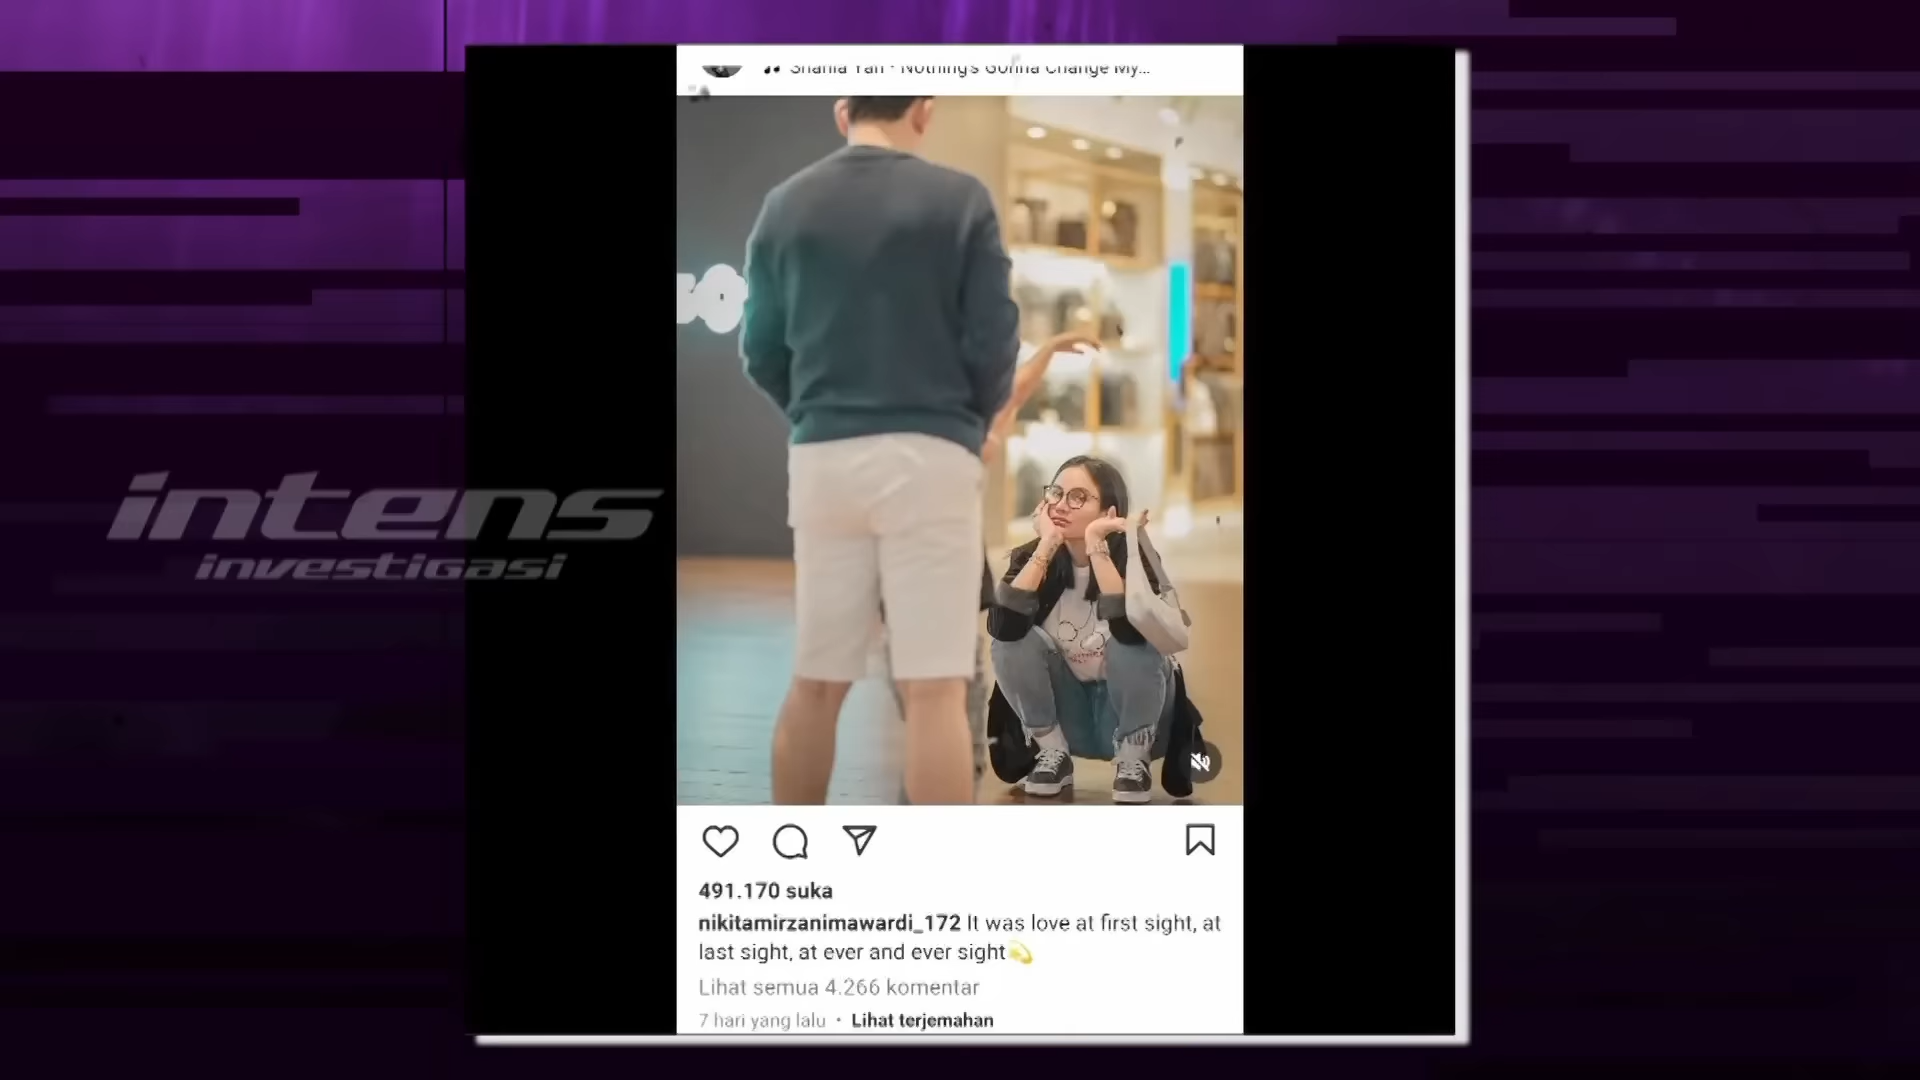 Shania Yan · Nothing's Gonna Change My...
intens
investigasi
491.170 suka
nikitamirzanimawardi_172 It was love at first sight, at
last sight, at ever and ever sight💫
Lihat semua 4.266 komentar
7 hari yang lalu · Lihat terjemahan